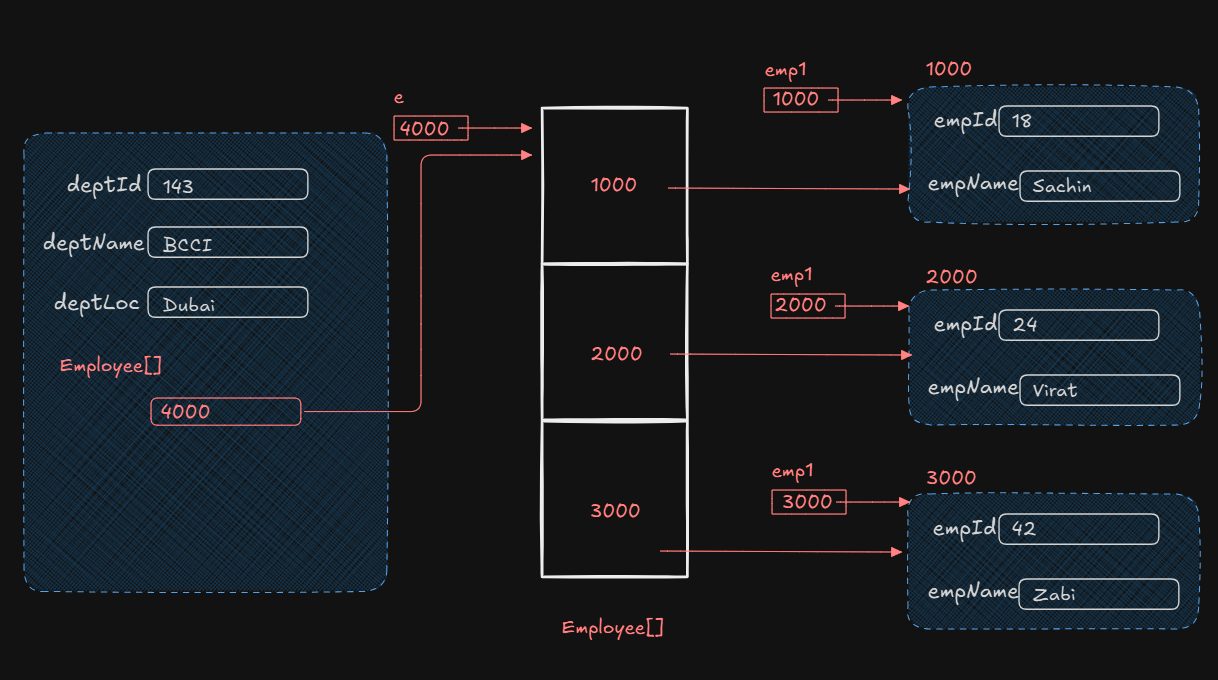 e
4000
deptId 143
deptName BCCI
deptLoc Dubai
Employee[]
4000
1000
2000
3000
Employee[]
emp1
1000
1000
empId 18
empName Sachin
emp1
2000
2000
empId 24
empName Virat
emp1
3000
3000
empId 42
empName Zabi